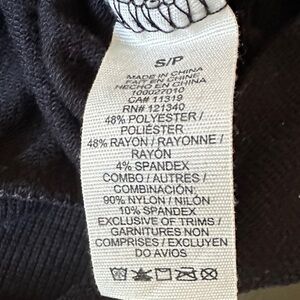 S/P
MADE IN CHINA
FAIT EN CHINE
HECHO EN CHINA
100027010
CA# 11319
RN# 121340
48% POLYESTER /
POLIÉSTER
48% RAYON / RAYONNE /
RAYÓN
4% SPANDEX
COMBO / AUTRES /
COMBINACIÓN:
90% NYLON / NILÓN
10% SPANDEX
EXCLUSIVE OF TRIMS /
GARNITURES NON
COMPRISES / EXCLUYEN
DO AVIOS